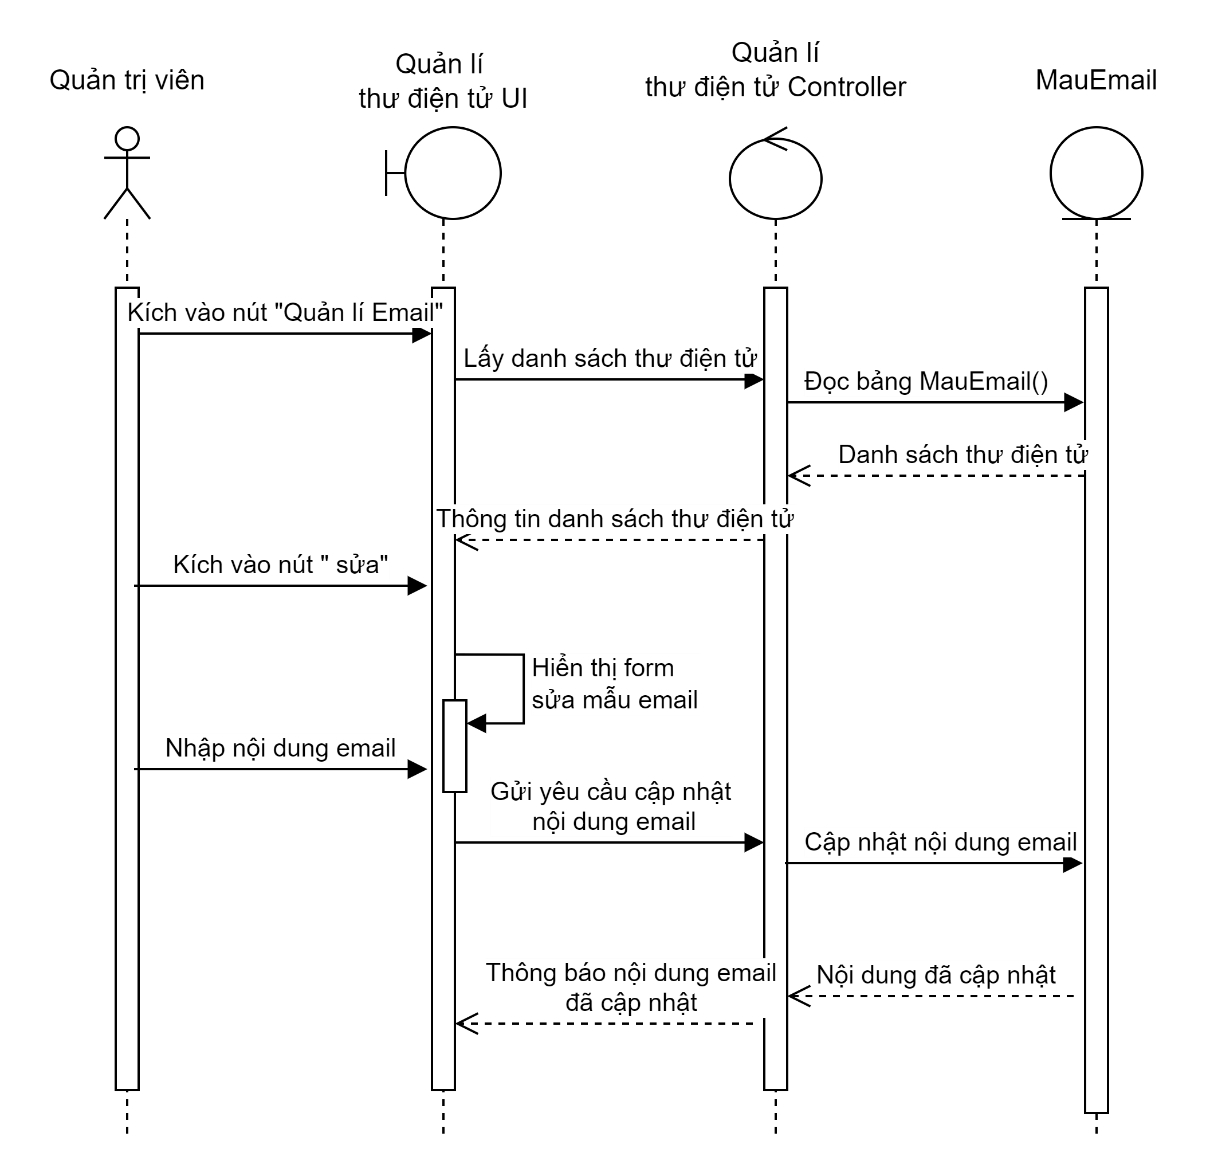 Quản trị viên
Quản lí
thư điện tử UI
Quản lí
thư điện tử Controller
MauEmail
Kích vào nút "Quản lí Email"
Lấy danh sách thư điện tử
Đọc bảng MauEmail()
Danh sách thư điện tử
Thông tin danh sách thư điện tử
Kích vào nút " sửa"
Hiển thị form
sửa mẫu email
Nhập nội dung email
Gửi yêu cầu cập nhật
nội dung email
Cập nhật nội dung email
Nội dung đã cập nhật
Thông báo nội dung email
đã cập nhật